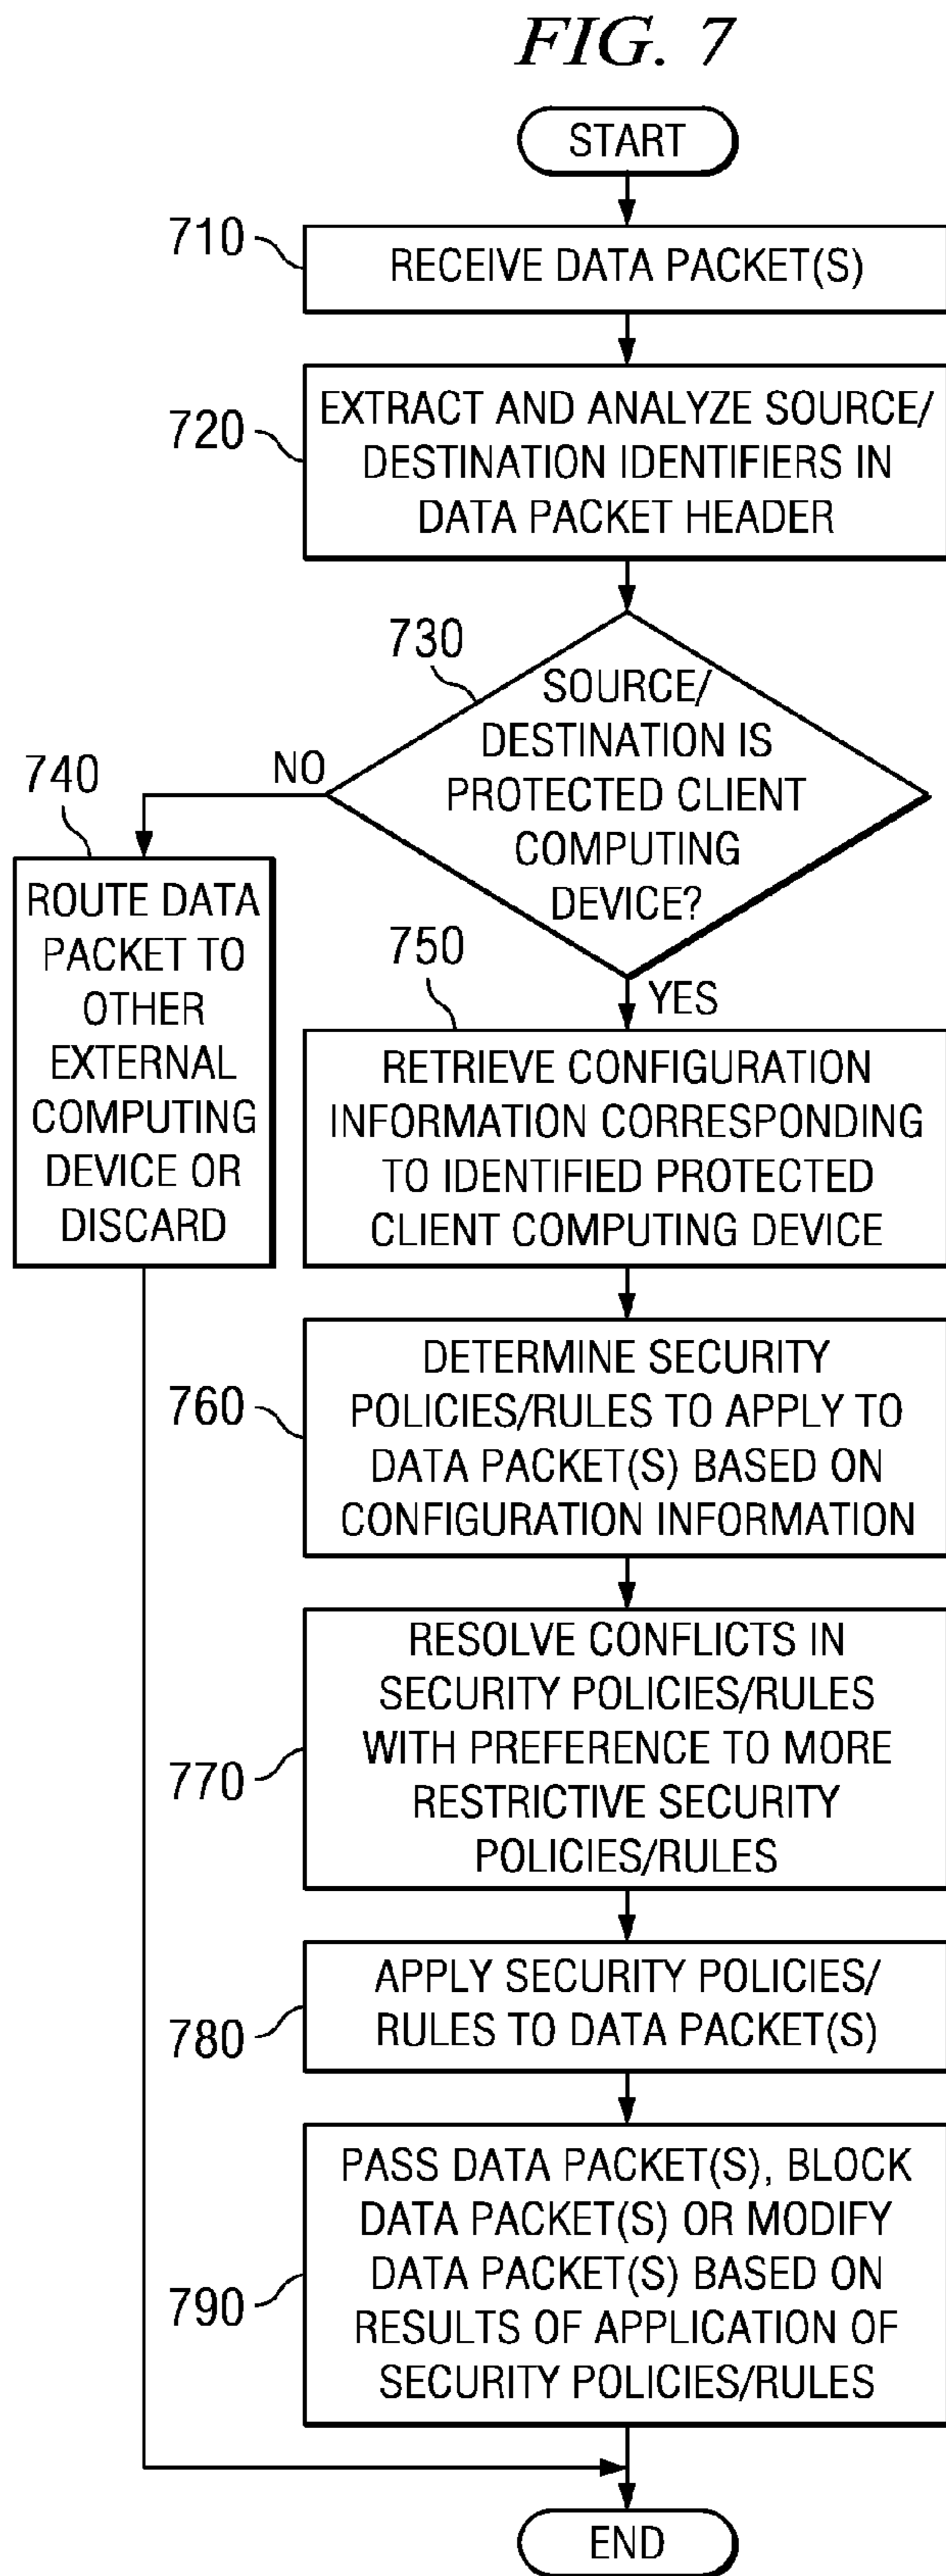 FIG. 7
START
710
RECEIVE DATA PACKET(S)
720
EXTRACT AND ANALYZE SOURCE/
DESTINATION IDENTIFIERS IN
DATA PACKET HEADER
730
SOURCE/
DESTINATION IS
PROTECTED CLIENT
COMPUTING
DEVICE?
NO
740
ROUTE DATA
PACKET TO
OTHER
EXTERNAL
COMPUTING
DEVICE OR
DISCARD
YES
750
RETRIEVE CONFIGURATION
INFORMATION CORRESPONDING
TO IDENTIFIED PROTECTED
CLIENT COMPUTING DEVICE
760
DETERMINE SECURITY
POLICIES/RULES TO APPLY TO
DATA PACKET(S) BASED ON
CONFIGURATION INFORMATION
770
RESOLVE CONFLICTS IN
SECURITY POLICIES/RULES
WITH PREFERENCE TO MORE
RESTRICTIVE SECURITY
POLICIES/RULES
780
APPLY SECURITY POLICIES/
RULES TO DATA PACKET(S)
790
PASS DATA PACKET(S), BLOCK
DATA PACKET(S) OR MODIFY
DATA PACKET(S) BASED ON
RESULTS OF APPLICATION OF
SECURITY POLICIES/RULES
END